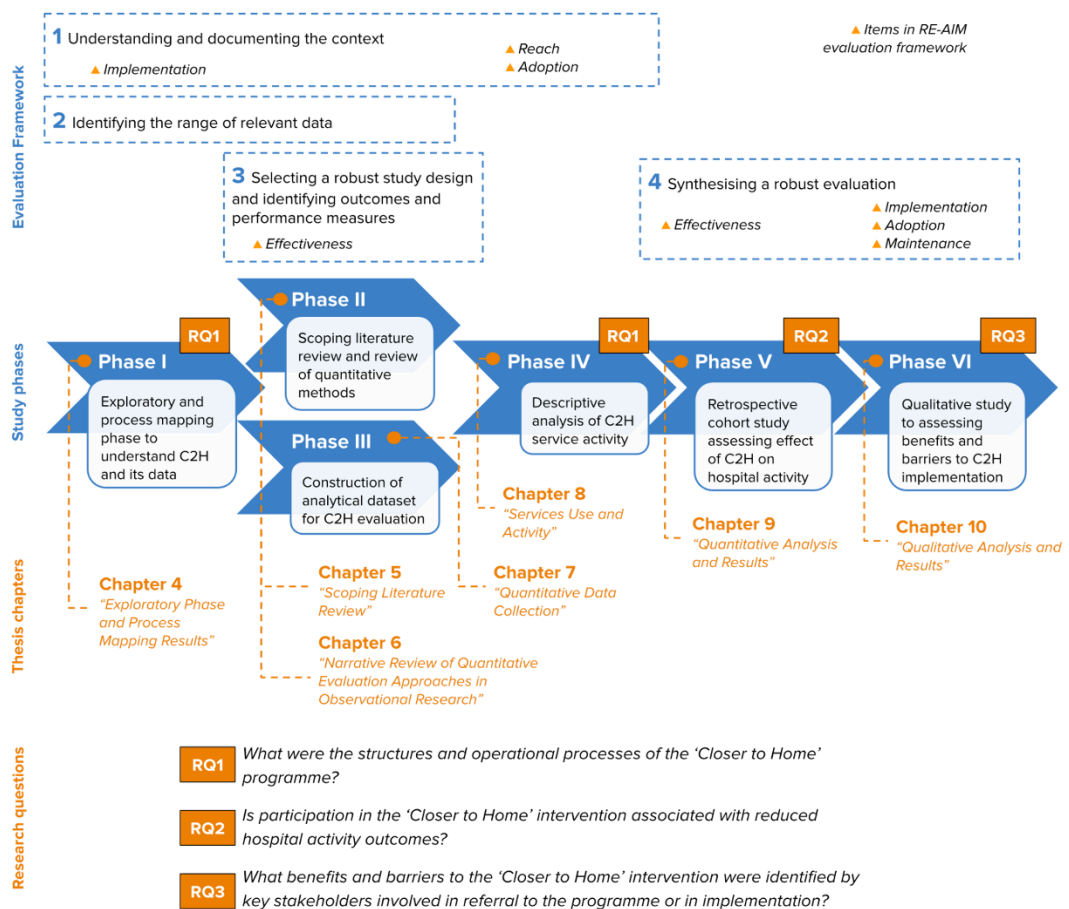 Evaluation Framework
1 Understanding and documenting the context
▲ Implementation
▲ Reach
▲ Adoption
▲ Items in RE-AIM
evaluation framework
2 Identifying the range of relevant data
3 Selecting a robust study design
and identifying outcomes and
performance measures
▲ Effectiveness
4 Synthesising a robust evaluation
▲ Effectiveness
▲ Implementation
▲ Adoption
▲ Maintenance
Study phases
RQ1
Phase I
Exploratory and
process mapping
phase to
understand C2H
and its data
Phase II
Scoping literature
review and review
of quantitative
methods
Phase III
Construction of
analytical dataset
for C2H evaluation
RQ1
Phase IV
Descriptive
analysis of C2H
service activity
RQ2
Phase V
Retrospective
cohort study
assessing effect
of C2H on
hospital activity
RQ3
Phase VI
Qualitative study
to assessing
benefits and
barriers to C2H
implementation
Thesis chapters
Chapter 4
“Exploratory Phase
and Process
Mapping Results”
Chapter 5
“Scoping Literature
Review”
Chapter 6
“Narrative Review of Quantitative
Evaluation Approaches in
Observational Research”
Chapter 7
“Quantitative Data
Collection”
Chapter 8
“Services Use and
Activity”
Chapter 9
“Quantitative Analysis
and Results”
Chapter 10
“Qualitative Analysis and
Results”
Research questions
RQ1
What were the structures and operational processes of the ‘Closer to Home’
programme?
RQ2
Is participation in the ‘Closer to Home’ intervention associated with reduced
hospital activity outcomes?
RQ3
What benefits and barriers to the ‘Closer to Home’ intervention were identified by
key stakeholders involved in referral to the programme or in implementation?